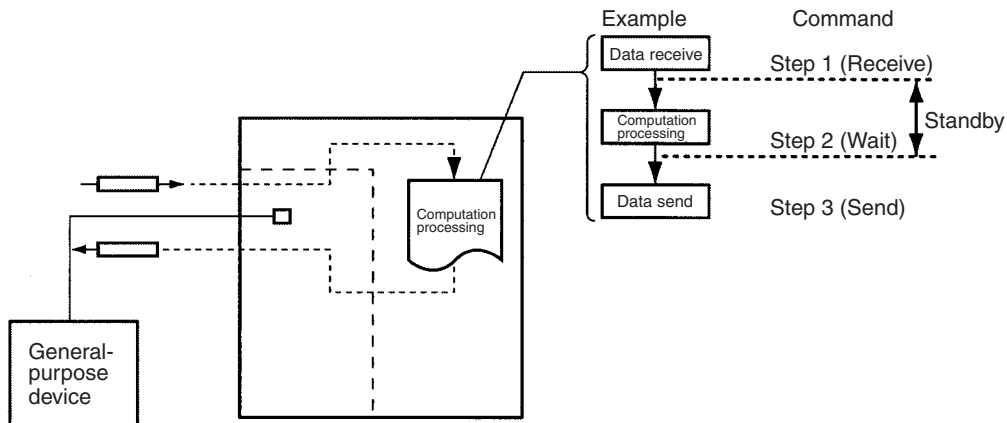 Example
Command
Data receive
Step 1 (Receive)
Computation
processing
Standby
Step 2 (Wait)
Data send
Step 3 (Send)
Computation
processing
General-
purpose
device